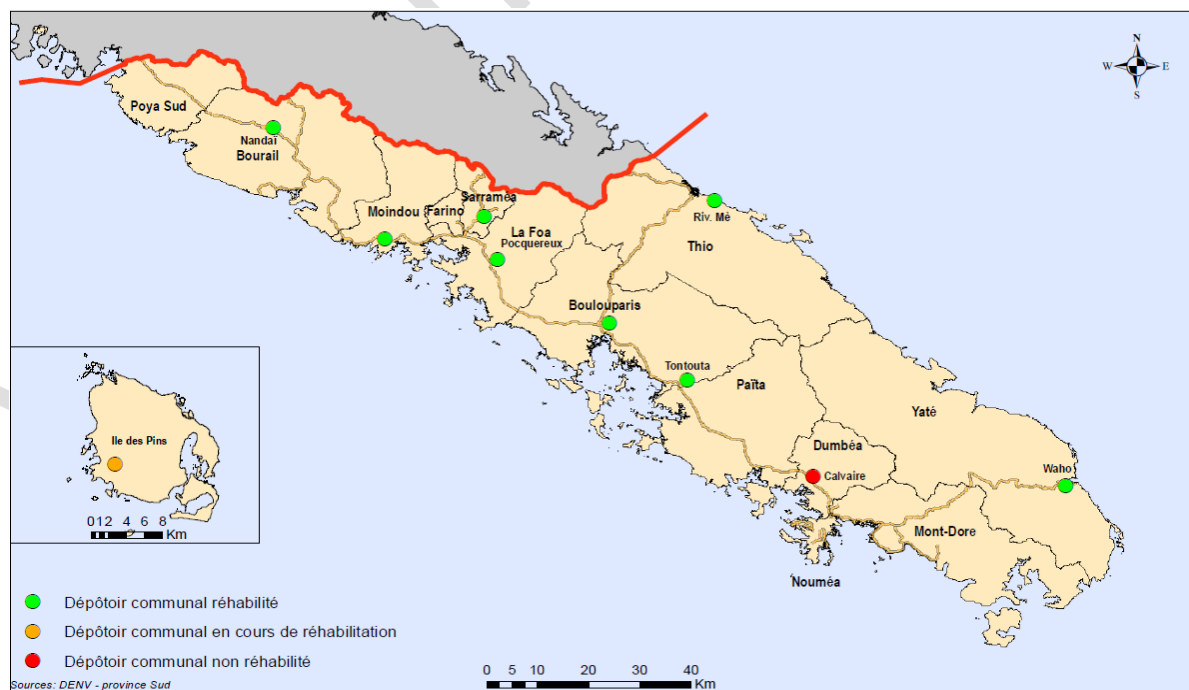 N
W
E
S
Poya Sud
Nandaï
Bourail
Moindou
Farino
Sarraméa
La Foa
Pocquereux
Riv. Mé
Thio
Boulouparis
Tontouta
Païta
Yaté
Dumbéa
Calvaire
Waho
Mont-Dore
Nouméa
Ile des Pins
0 1 2 4 6 8
Km
Dépôtoir communal réhabilité
Dépôtoir communal en cours de réhabilitation
Dépôtoir communal non réhabilité
0 5 10 20 30 40
Km
Sources: DENV - province Sud